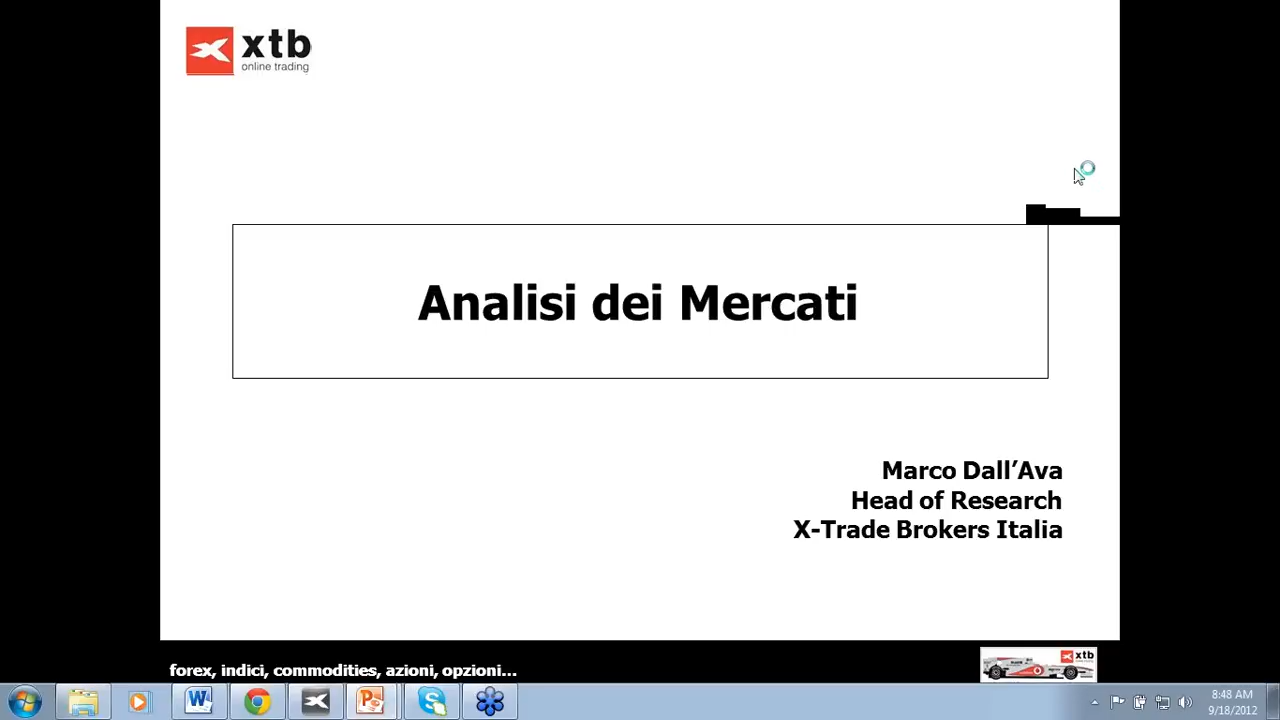 xtb
online trading
Analisi dei Mercati
Marco Dall’Ava
Head of Research
X-Trade Brokers Italia
forex, indici, commodities, azioni, opzioni...
xtb
8:48 AM
9/18/2012